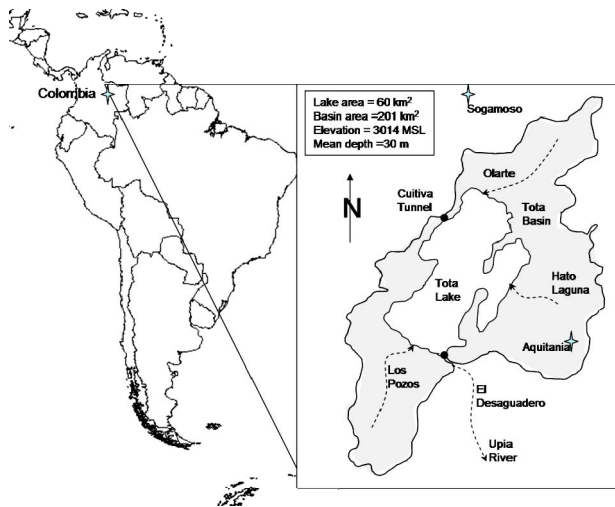 Colombia
Lake area = 60 km²
Basin area =201 km²
Elevation = 3014 MSL
Mean depth =30 m
Sogamoso
N
Olarte
Cuitiva
Tunnel
Tota
Basin
Tota
Lake
Hato
Laguna
Aquitania
Los
Pozos
El
Desaguadero
Upia
River